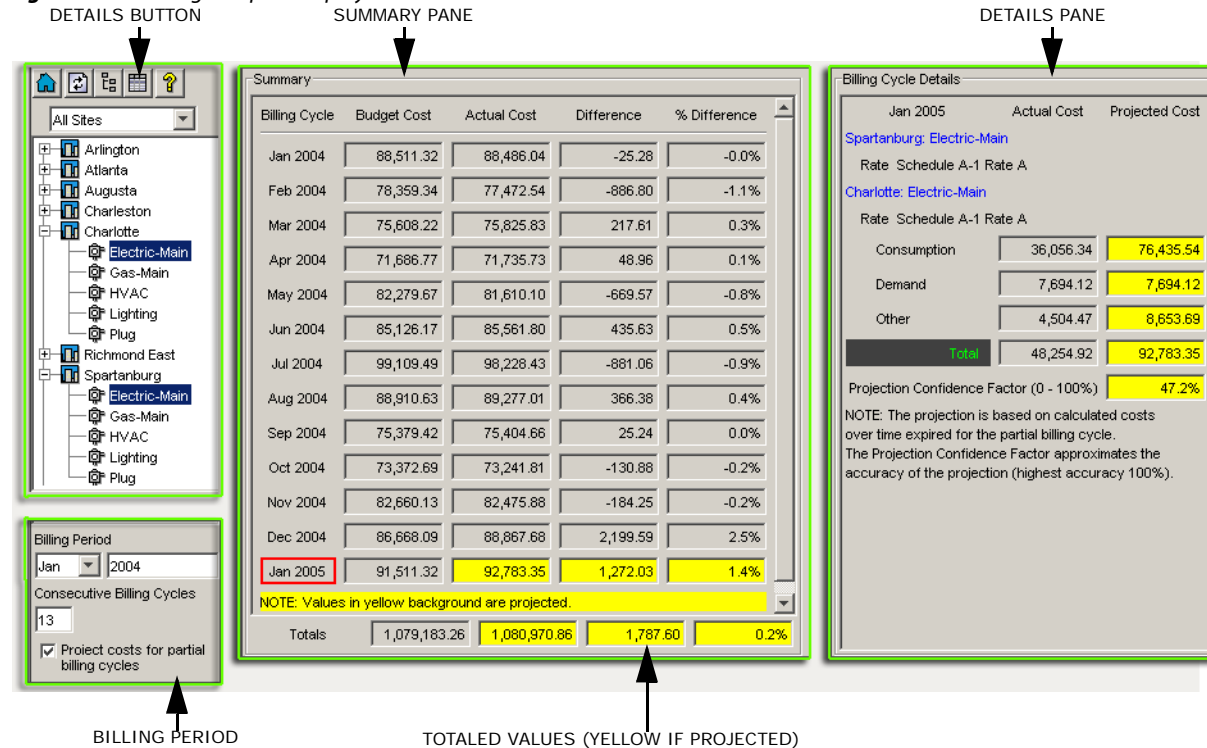 DETAILS BUTTON
SUMMARY PANE
DETAILS PANE
All Sites
Arlington
Atlanta
Augusta
Charleston
Charlotte
Electric-Main
Gas-Main
HVAC
Lighting
Plug
Richmond East
Spartanburg
Electric-Main
Gas-Main
HVAC
Lighting
Plug
Billing Period
Jan 2004
Consecutive Billing Cycles
13
Project costs for partial
billing cycles
Summary
Billing Cycle Budget Cost Actual Cost Difference % Difference
Jan 2004 88,511.32 88,486.04 -25.28 -0.0%
Feb 2004 78,359.34 77,472.54 -886.80 -1.1%
Mar 2004 75,608.22 75,825.83 217.61 0.3%
Apr 2004 71,686.77 71,735.73 48.96 0.1%
May 2004 82,279.67 81,610.10 -669.57 -0.8%
Jun 2004 85,126.17 85,561.80 435.63 0.5%
Jul 2004 99,109.49 98,228.43 -881.06 -0.9%
Aug 2004 88,910.63 89,277.01 366.38 0.4%
Sep 2004 75,379.42 75,404.66 25.24 0.0%
Oct 2004 73,372.69 73,241.81 -130.88 -0.2%
Nov 2004 82,660.13 82,475.88 -184.25 -0.2%
Dec 2004 86,668.09 88,867.68 2,199.59 2.5%
Jan 2005 91,511.32 92,783.35 1,272.03 1.4%
NOTE: Values in yellow background are projected.
Totals 1,079,183.26 1,080,970.86 1,787.60 0.2%
Billing Cycle Details
Jan 2005 Actual Cost Projected Cost
Spartanburg: Electric-Main
Rate Schedule A-1 Rate A
Charlotte: Electric-Main
Rate Schedule A-1 Rate A
Consumption 36,056.34 76,435.54
Demand 7,694.12 7,694.12
Other 4,504.47 8,653.69
Total 48,254.92 92,783.35
Projection Confidence Factor (0 - 100%) 47.2%
NOTE: The projection is based on calculated costs
over time expired for the partial billing cycle.
The Projection Confidence Factor approximates the
accuracy of the projection (highest accuracy 100%).
BILLING PERIOD
TOTALED VALUES (YELLOW IF PROJECTED)